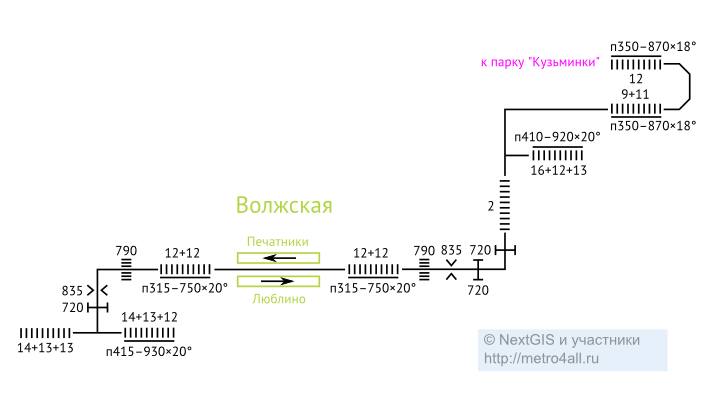 п350–870×18°
к парку "Кузьминки"
12
9+11
п350–870×18°
п410–920×20°
16+12+13
2
Волжская
Печатники
790
12+12
12+12
790
835
720
п315–750×20°
п315–750×20°
Люблино
835
720
720
14+13+12
14+13+13
п415–930×20°
© NextGIS и участники
http://metro4all.ru